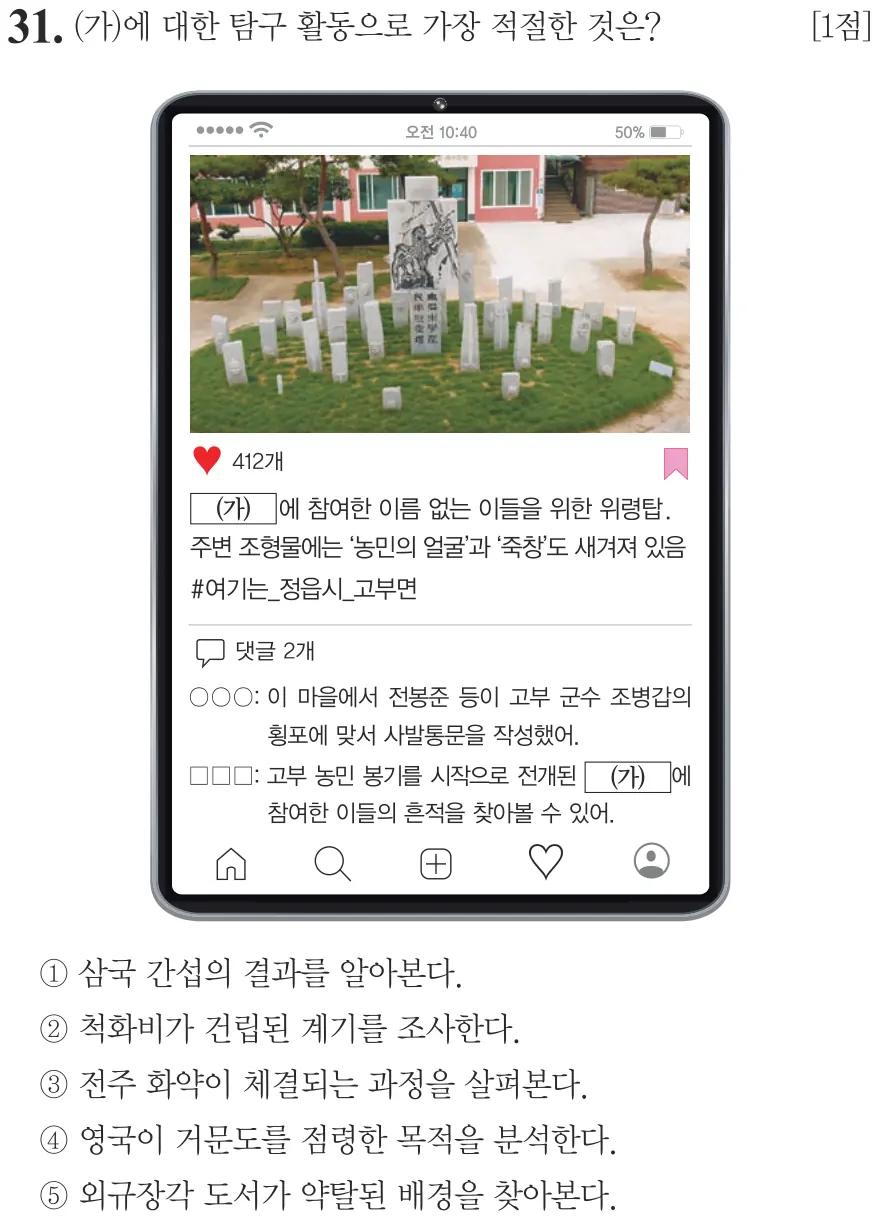 31. (가)에 대한 탐구 활동으로 가장 적절한 것은? [1점]
오전 10:40 50%
412개
(가) 에 참여한 이름 없는 이들을 위한 위령탑.
주변 조형물에는 ‘농민의 얼굴’과 ‘죽창’도 새겨져 있음
#여기는_정읍시_고부면
댓글 2개
○○○: 이 마을에서 전봉준 등이 고부 군수 조병갑의
횡포에 맞서 사발통문을 작성했어.
□□□: 고부 농민 봉기를 시작으로 전개된 (가) 에
참여한 이들의 흔적을 찾아볼 수 있어.
① 삼국 간섭의 결과를 알아본다.
② 척화비가 건립된 계기를 조사한다.
③ 전주 화약이 체결되는 과정을 살펴본다.
④ 영국이 거문도를 점령한 목적을 분석한다.
⑤ 외규장각 도서가 약탈된 배경을 찾아본다.